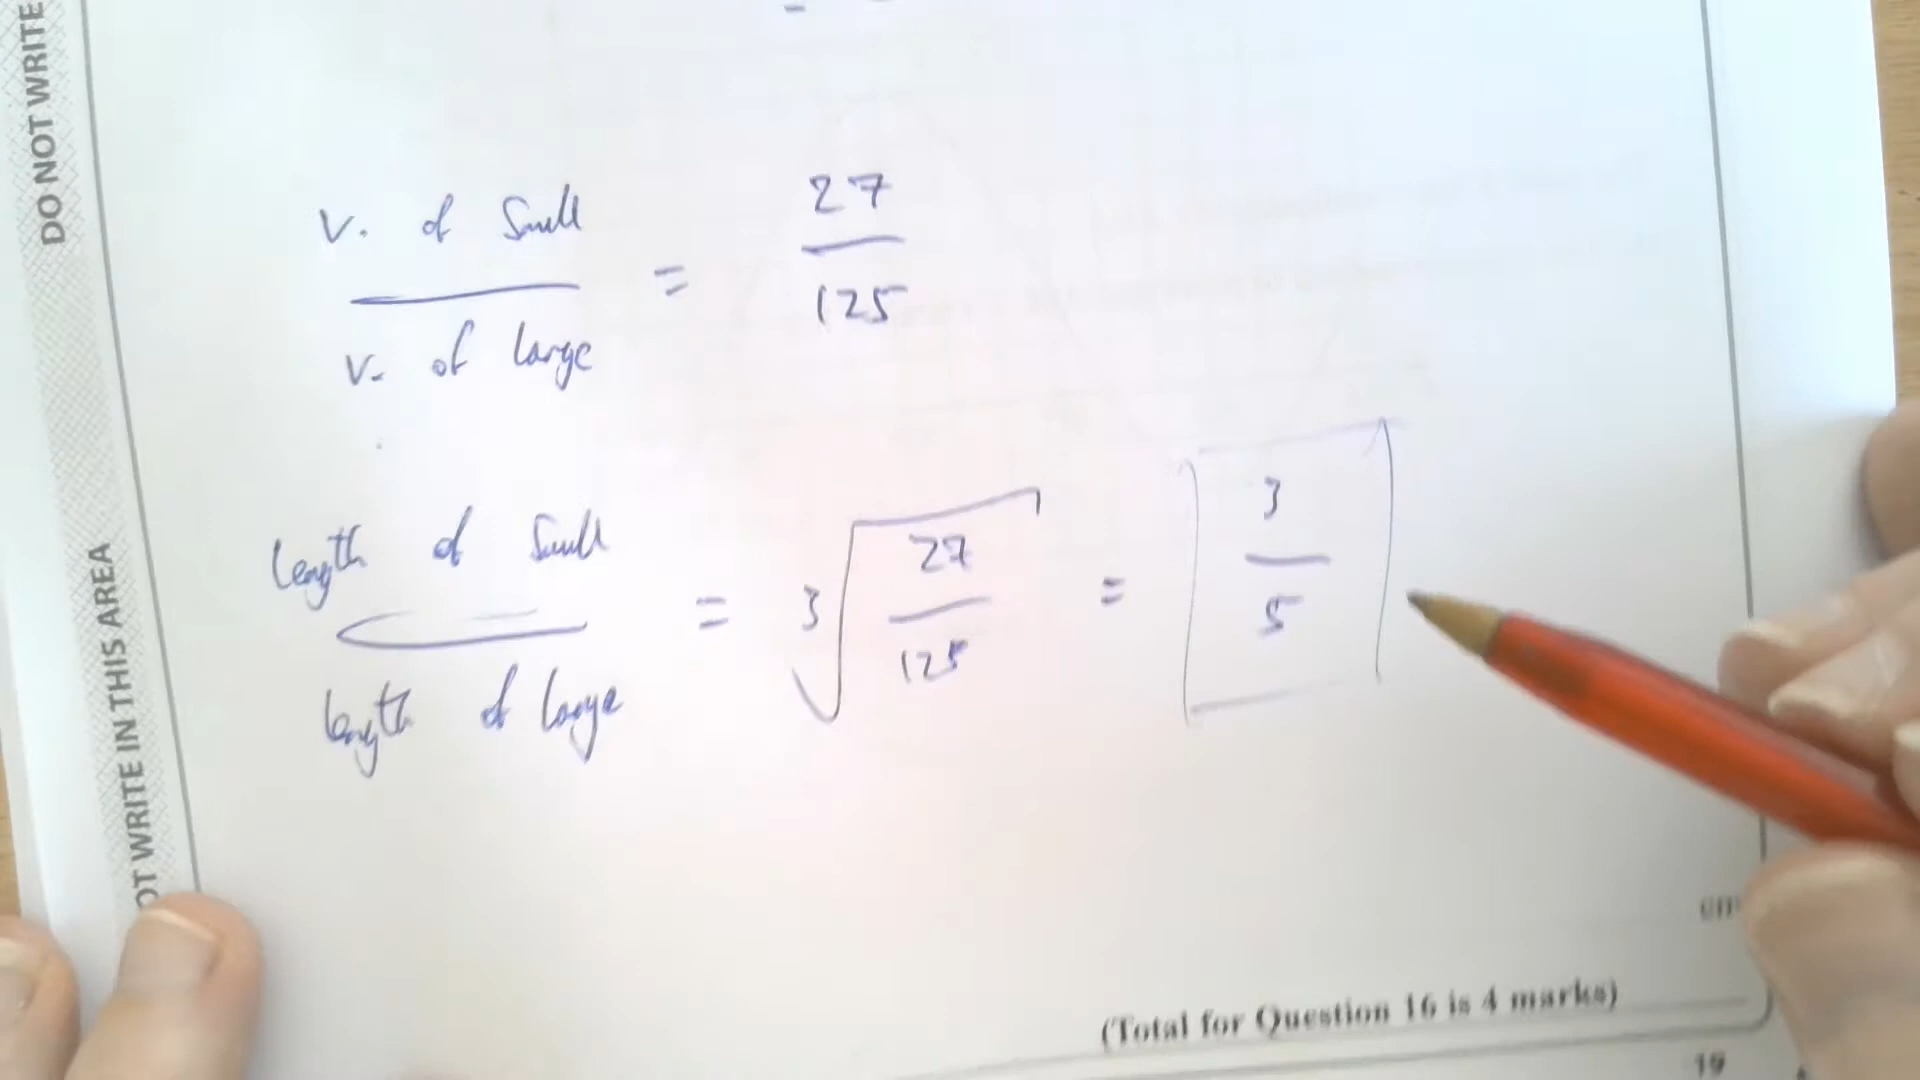 DO NOT WRITE
V. of Small
V. of large
= 27/125
length of Small
length of large
= ³√27/125 = 3/5
OT WRITE IN THIS AREA
cm
(Total for Question 16 is 4 marks)
19